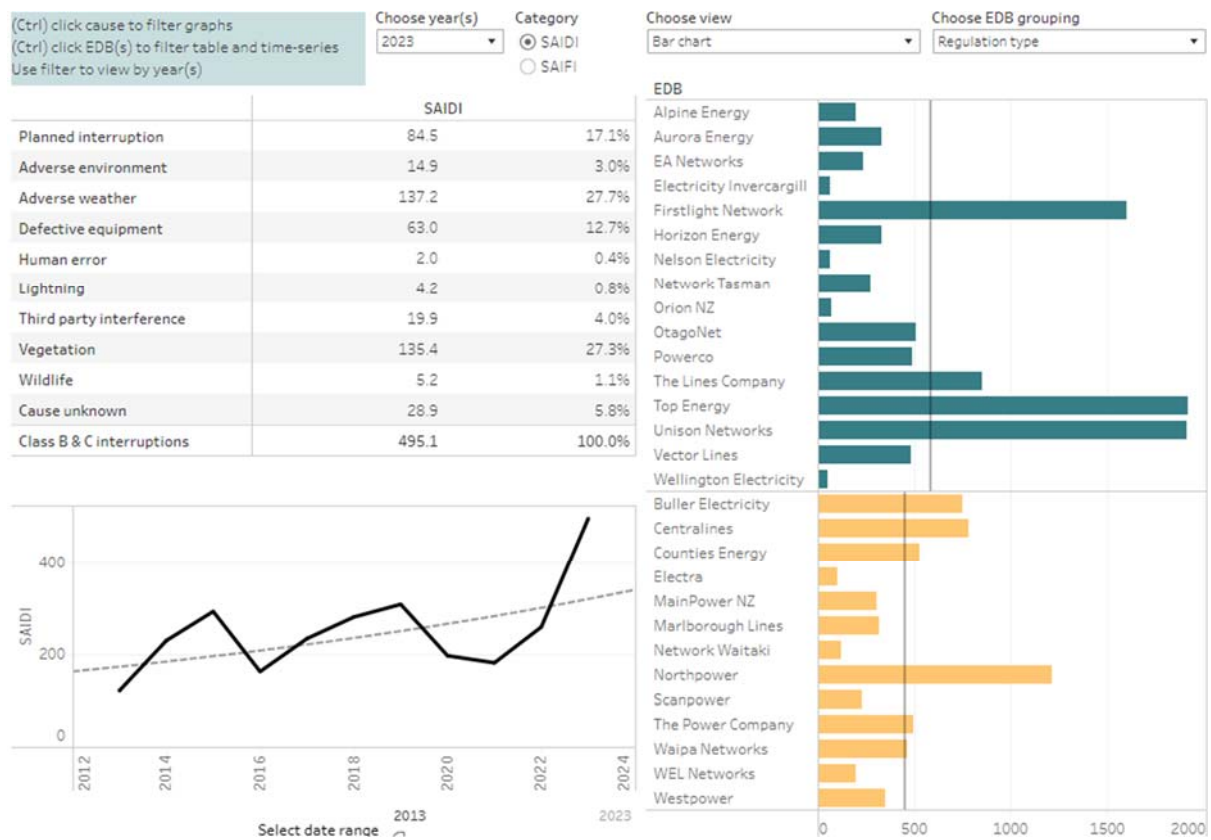 (Ctrl) click cause to filter graphs
(Ctrl) click EDB(s) to filter table and time-series
Use filter to view by year(s)
Choose year(s)
2023
Category
SAIDI
SAIFI
Choose view
Bar chart
Choose EDB grouping
Regulation type
SAIDI
Planned interruption 84.5 17.1%
Adverse environment 14.9 3.0%
Adverse weather 137.2 27.7%
Defective equipment 63.0 12.7%
Human error 2.0 0.4%
Lightning 4.2 0.8%
Third party interference 19.9 4.0%
Vegetation 135.4 27.3%
Wildlife 5.2 1.1%
Cause unknown 28.9 5.8%
Class B & C interruptions 495.1 100.0%
SAIDI
400
200
0
2012 2014 2016 2018 2020 2022 2024
2013 2023
Select date range
EDB
Alpine Energy
Aurora Energy
EA Networks
Electricity Invercargill
Firstlight Network
Horizon Energy
Nelson Electricity
Network Tasman
Orion NZ
OtagoNet
Powerco
The Lines Company
Top Energy
Unison Networks
Vector Lines
Wellington Electricity
Buller Electricity
Centralines
Counties Energy
Electra
MainPower NZ
Marlborough Lines
Network Waitaki
Northpower
Scanpower
The Power Company
Waipa Networks
WEL Networks
Westpower
0 500 1000 1500 2000